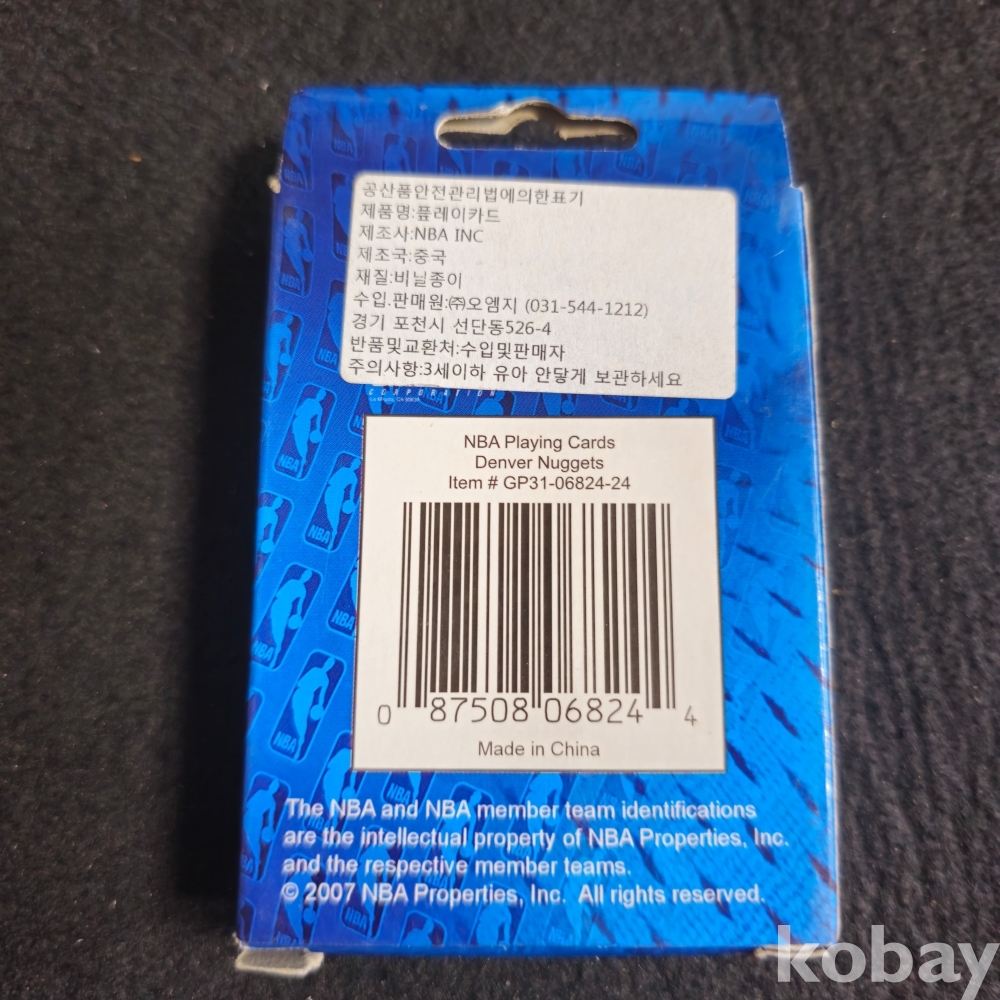 공산품안전관리법에의한표기
제품명:플레이카드
제조사:NBA INC
제조국:중국
재질:비닐종이
수입.판매원:㈜오엠지 (031-544-1212)
경기 포천시 선단동526-4
반품및교환처:수입및판매자
주의사항:3세이하 유아 안닿게 보관하세요
CORPORATION
NBA Playing Cards
Denver Nuggets
Item # GP31-06824-24
0 87508 06824 4
Made in China
The NBA and NBA member team identifications
are the intellectual property of NBA Properties, Inc.
and the respective member teams.
© 2007 NBA Properties, Inc. All rights reserved.
kobay